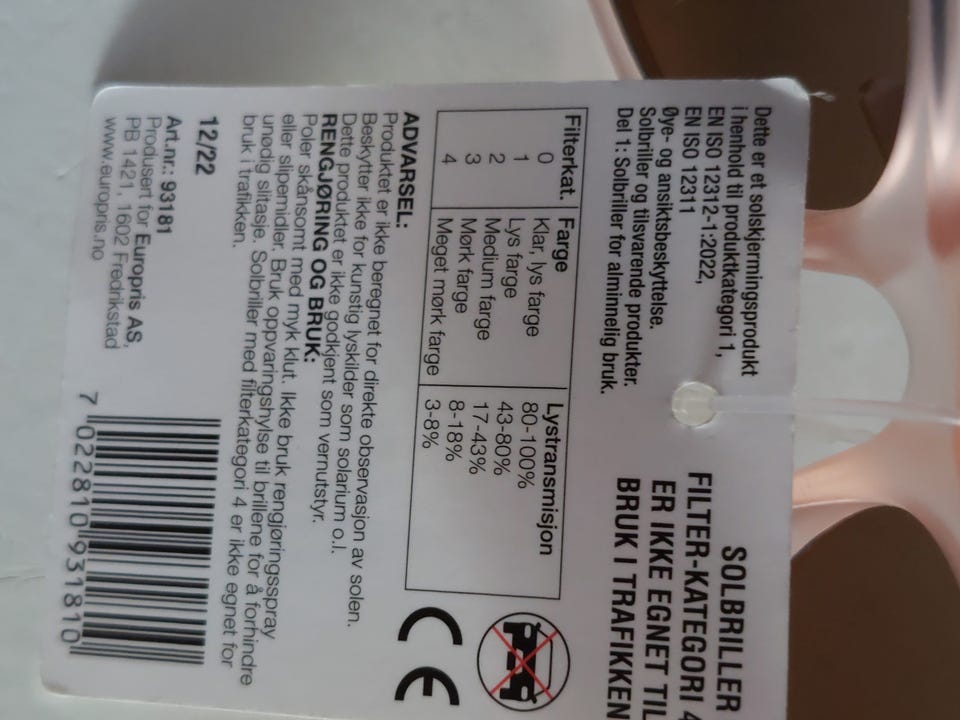 Dette er et solskjermingsprodukt
i henhold til produktkategori 1,
EN ISO 12312-1:2022,
EN ISO 12311
Øye- og ansiktsbeskyttelse.
Solbriller og tilsvarende produkter.
Del 1: Solbriller for alminnelig bruk.
SOLBRILLER
FILTER-KATEGORI 4
ER IKKE EGNET TIL
BRUK I TRAFIKKEN
Filterkat. Farge Lystransmisjon
0 Klar, lys farge 80-100%
1 Lys farge 43-80%
2 Medium farge 17-43%
3 Mørk farge 8-18%
4 Meget mørk farge 3-8%
ADVARSEL:
Produktet er ikke beregnet for direkte observasjon av solen.
Beskytter ikke for kunstig lyskilder som solarium o.l.
Dette produktet er ikke godkjent som vernutstyr.
RENGJØRING OG BRUK:
Poler skånsomt med myk klut. Ikke bruk rengjøringsspray
eller slipemidler. Bruk oppvaringshylse til brillene for å forhindre
unødig slitasje. Solbriller med filterkategori 4 er ikke egnet for
bruk i trafikken.
CE
12/22
Art.nr.: 93181
Produsert for Europris AS,
PB 1421, 1602 Fredrikstad
www.europris.no
7 022810 931810